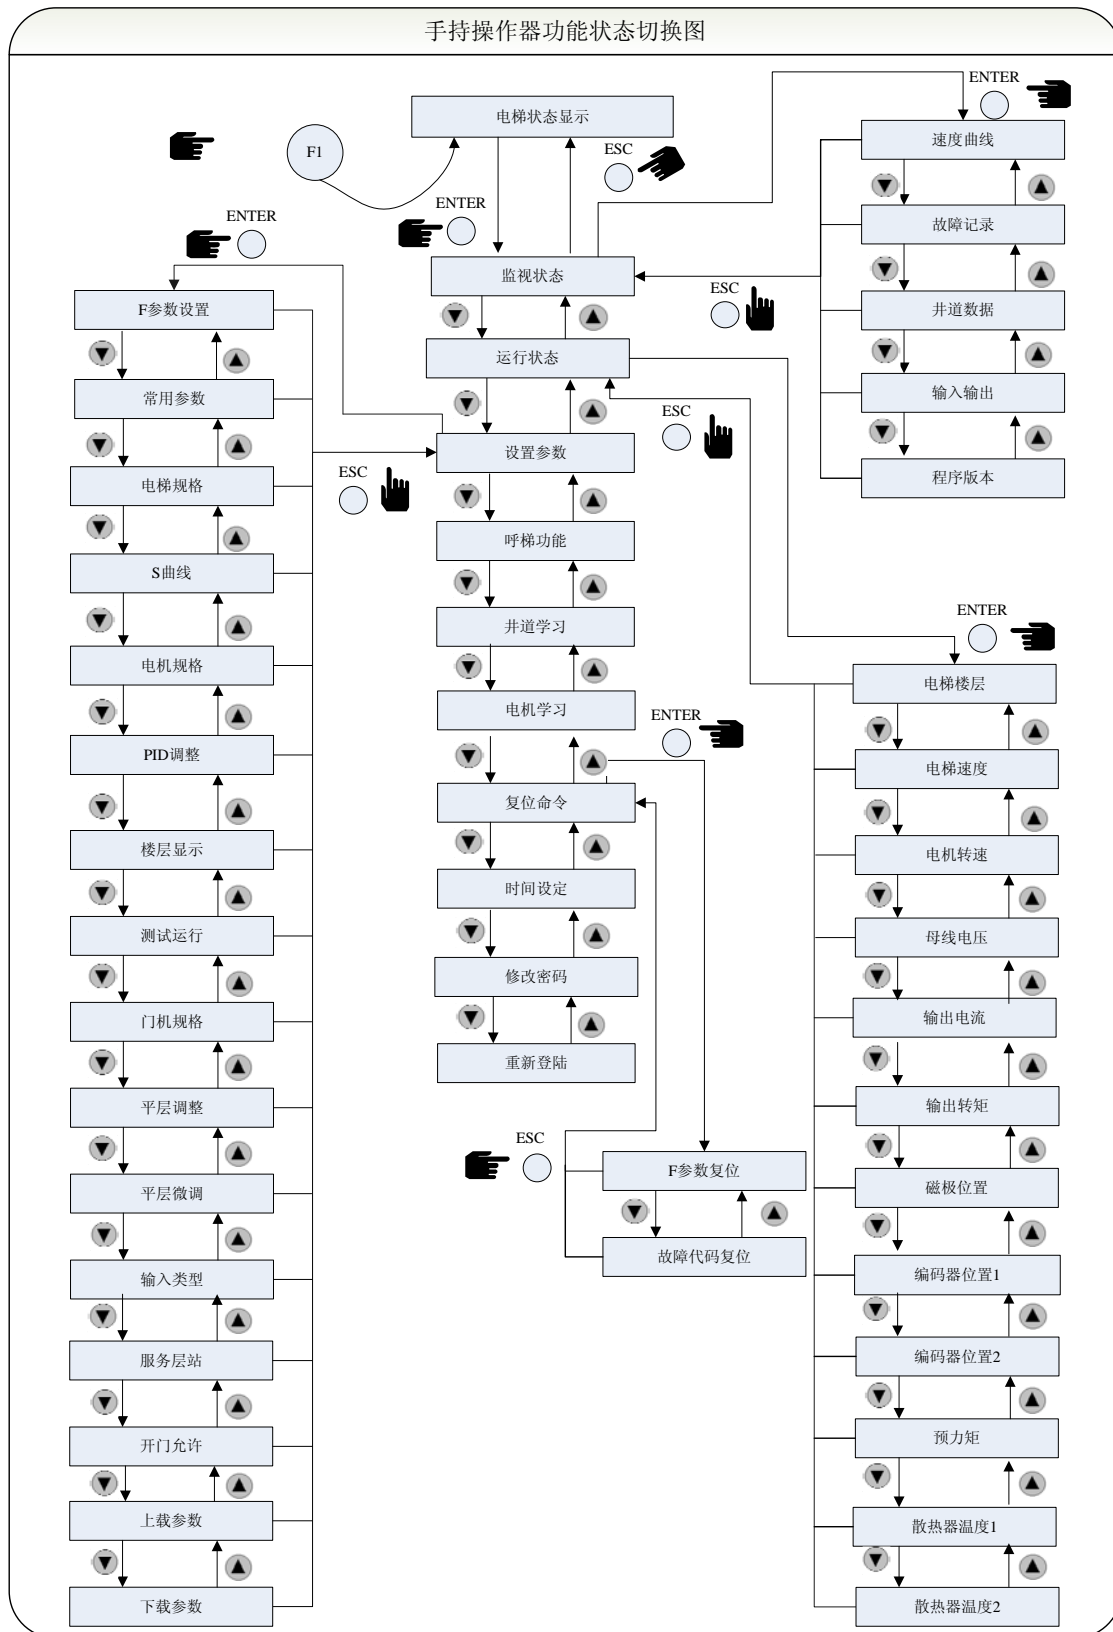 手持操作器功能状态切换图
F1
电梯状态显示
ESC
ENTER
ENTER
监视状态
运行状态
设置参数
呼梯功能
井道学习
电机学习
复位命令
时间设定
修改密码
重新登陆
ENTER
F参数设置
常用参数
电梯规格
S曲线
电机规格
PID调整
楼层显示
测试运行
门机规格
平层调整
平层微调
输入类型
服务层站
开门允许
上载参数
下载参数
ESC
ENTER
速度曲线
故障记录
井道数据
输入输出
程序版本
ESC
ESC
ENTER
电梯楼层
电梯速度
电机转速
母线电压
输出电流
输出转矩
磁极位置
编码器位置1
编码器位置2
预力矩
散热器温度1
散热器温度2
ESC
F参数复位
故障代码复位